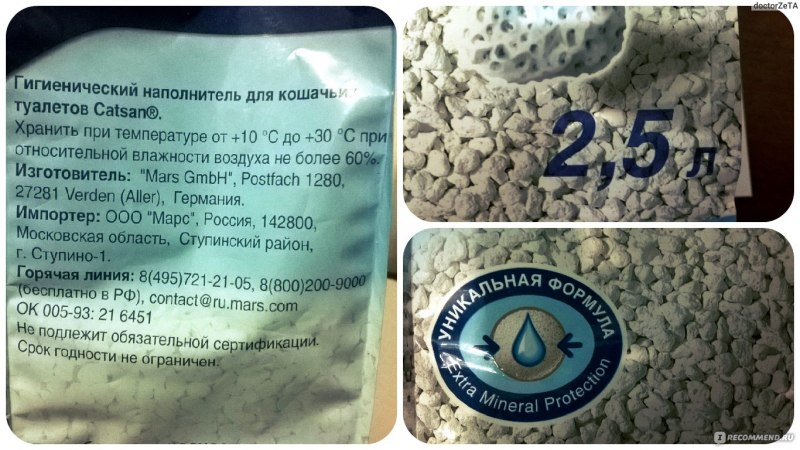 Гигиенический наполнитель для кошачьих
туалетов Catsan®.
Хранить при температуре от +10 °C до +30 °C при
относительной влажности воздуха не более 60%.
Изготовитель: "Mars GmbH", Postfach 1280,
27281 Verden (Aller), Германия.
Импортер: ООО "Марс", Россия, 142800,
Московская область, Ступинский район,
г. Ступино-1.
Горячая линия: 8(495)721-21-05, 8(800)200-9000
(бесплатно в РФ), contact@ru.mars.com
ОК 005-93: 21 6451
Не подлежит обязательной сертификации.
Срок годности не ограничен.
doctorZeTA
2,5 л
УНИКАЛЬНАЯ ФОРМУЛА
Extra Mineral Protection
I RECOMMEND.RU